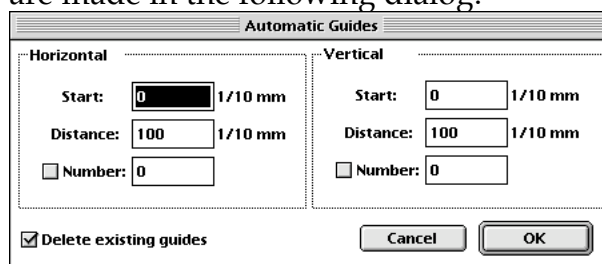 are made in the following dialog:
Automatic Guides
Horizontal
Start: 0 1/10 mm
Distance: 100 1/10 mm
Number: 0
Vertical
Start: 0 1/10 mm
Distance: 100 1/10 mm
Number: 0
Delete existing guides
Cancel
OK